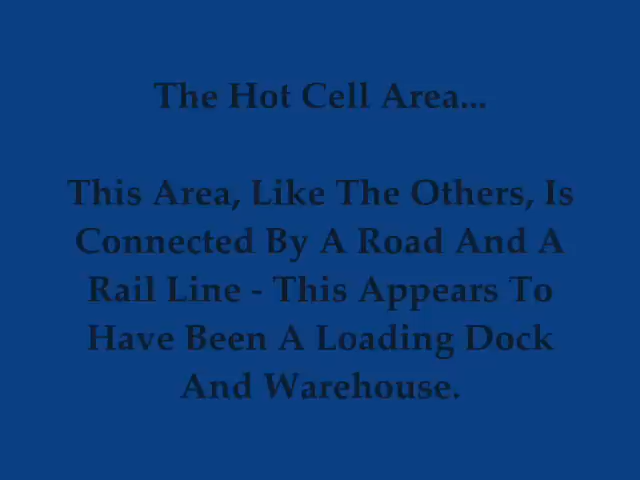 The Hot Cell Area...
This Area, Like The Others, Is
Connected By A Road And A
Rail Line - This Appears To
Have Been A Loading Dock
And Warehouse.